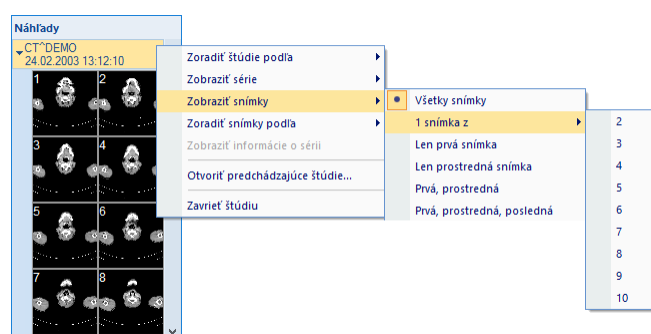 Náhľady
CT^DEMO
24.02.2003 13:12:10
1 2
3 4
5 6
7 8
Zoradiť štúdie podľa
Zobraziť série
Zobraziť snímky
Zoradiť snímky podľa
Zobraziť informácie o sérii
Otvoriť predchádzajúce štúdie...
Zavrieť štúdiu
Všetky snímky
1 snímka z
Len prvá snímka
Len prostredná snímka
Prvá, prostredná
Prvá, prostredná, posledná
2
3
4
5
6
7
8
9
10